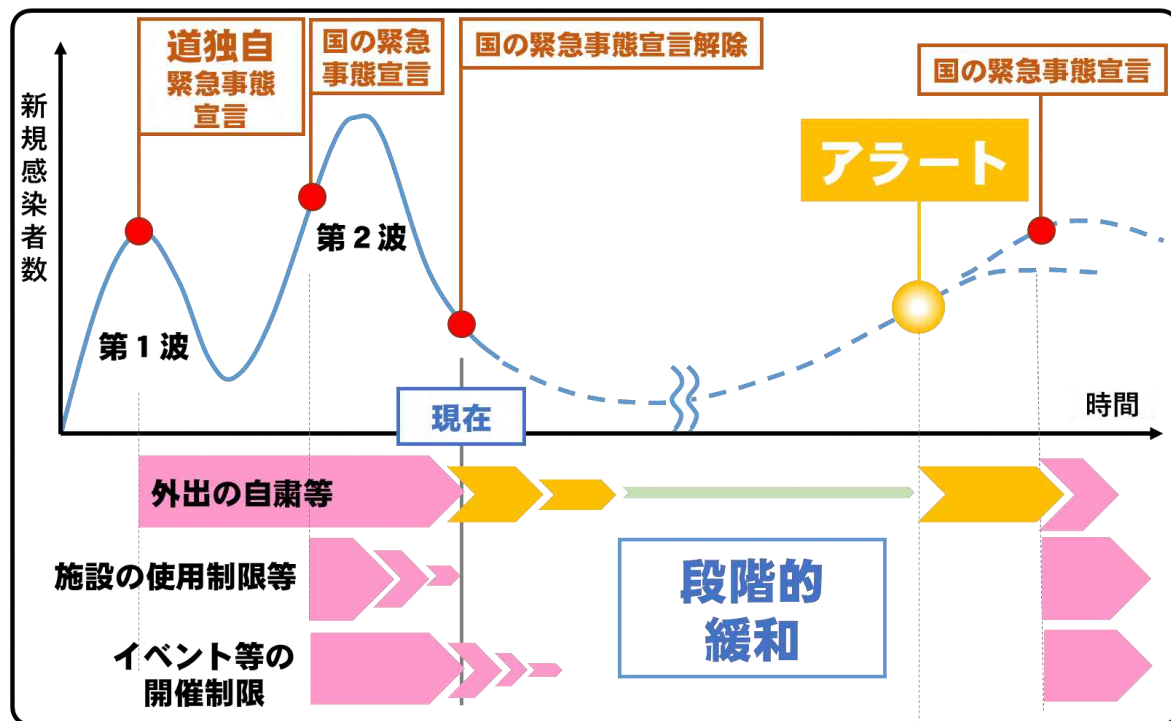 道独自
緊急事態
宣言
国の緊急
事態宣言
国の緊急事態宣言解除
国の緊急事態宣言
アラート
新規感染者数
第1波
第2波
現在
時間
外出の自粛等
施設の使用制限等
イベント等の
開催制限
段階的
緩和